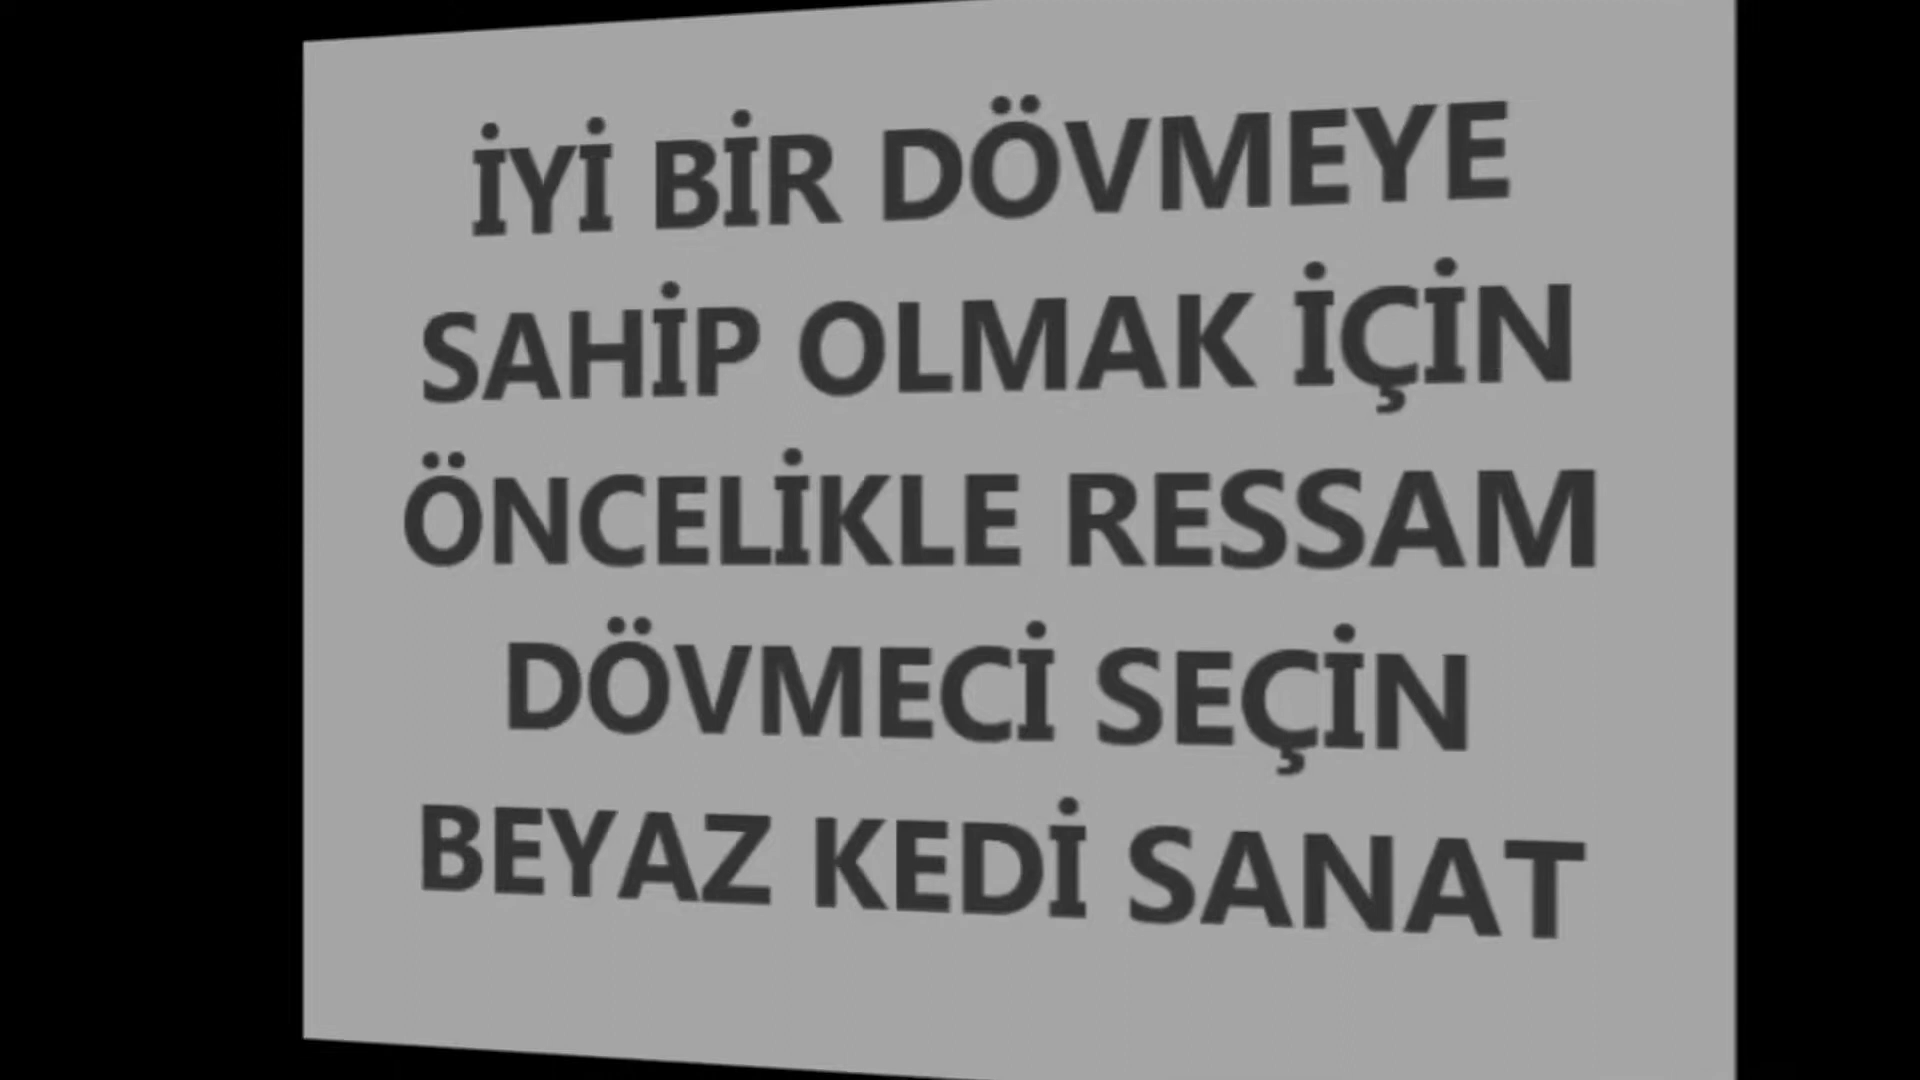 İYİ BİR DÖVMEYE
SAHİP OLMAK İÇİN
ÖNCELİKLE RESSAM
DÖVMECİ SEÇİN
BEYAZ KEDİ SANAT